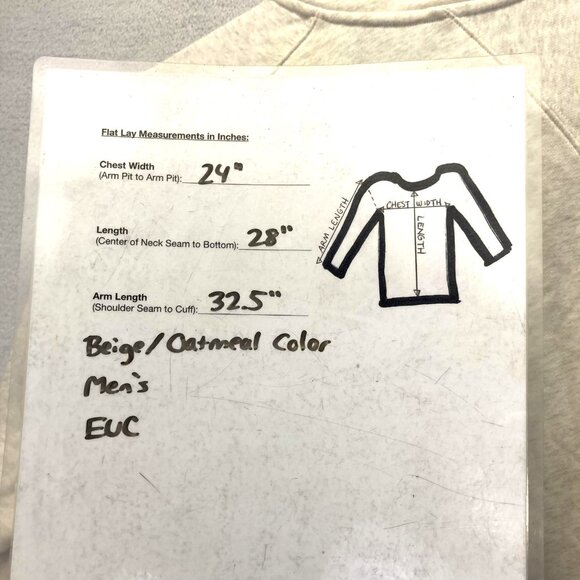 Flat Lay Measurements in Inches:
Chest Width
(Arm Pit to Arm Pit): 24"
Length
(Center of Neck Seam to Bottom): 28"
Arm Length
(Shoulder Seam to Cuff): 32.5"
Beige/Oatmeal Color
Men's
EUC
ARM LENGTH
CHEST WIDTH
LENGTH